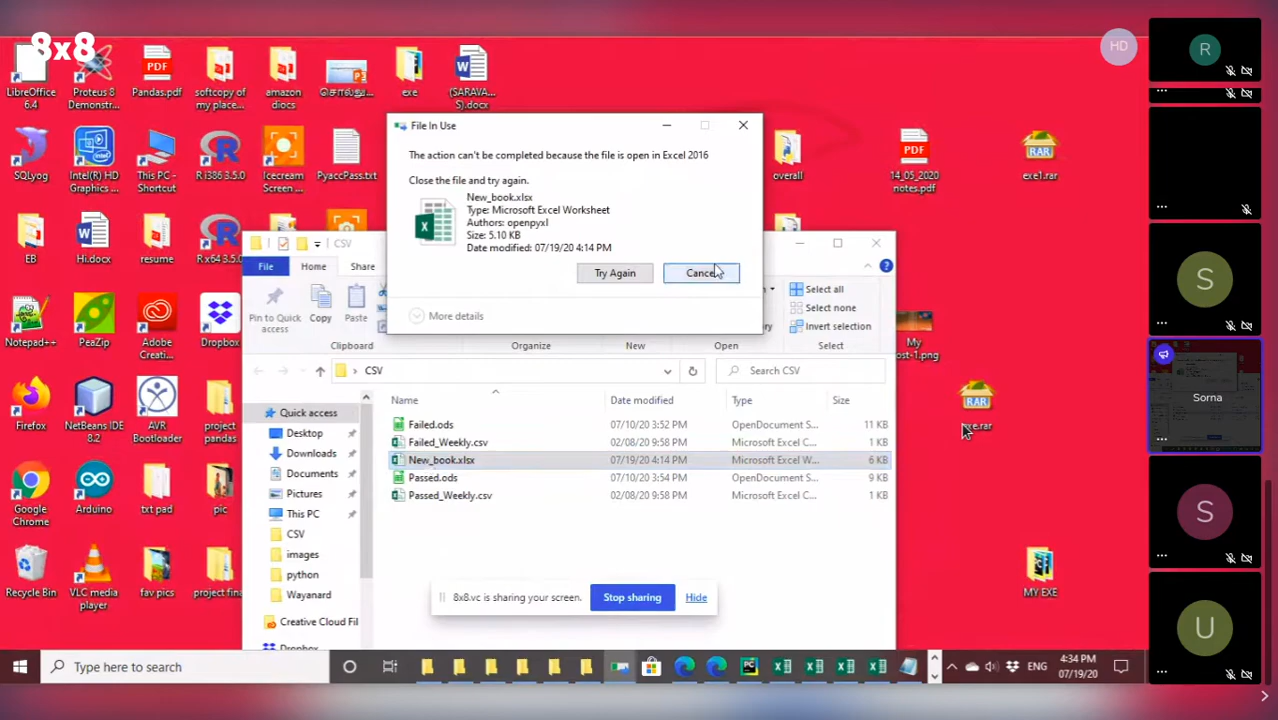 8x8
HD
R
LibreOffice
6.4
Proteus 8
Demonstr...
PDF
Pandas.pdf
softcopy of
my place...
amazon
docs
exe
(SARAVA...
S).docx
SQLyog
Intel(R) HD
Graphics ...
This PC -
Shortcut
R i386 3.5.0
Icecream
Screen ...
PyaccPass.txt
overall
PDF
14_05_2020
notes.pdf
RAR
exe1.rar
EB
Hi.docx
resume
R x64 3.5.0
Notepad++
PeaZip
Adobe
Creati...
Dropbox
My
ost-1.png
Firefox
NetBeans IDE
8.2
AVR
Bootloader
project
pandas
RAR
exe.rar
Google
Chrome
Arduino
txt pad
pic
Recycle Bin
VLC media
player
fav pics
project fina
MY EXE
File In Use
The action can't be completed because the file is open in Excel 2016
Close the file and try again.
New_book.xlsx
Type: Microsoft Excel Worksheet
Authors: openpyxl
Size: 5.10 KB
Date modified: 07/19/20 4:14 PM
Try Again
Cancel
More details
CSV
File
Home
Share
Pin to Quick
access
Copy
Paste
Select all
Select none
Invert selection
Clipboard
Organize
New
Open
Select
CSV
Search CSV
Name
Date modified
Type
Size
Failed.ods 07/10/20 3:52 PM OpenDocument S... 11 KB
Failed_Weekly.csv 02/08/20 9:58 PM Microsoft Excel C... 1 KB
New_book.xlsx 07/19/20 4:14 PM Microsoft Excel W... 6 KB
Passed.ods 07/10/20 3:54 PM OpenDocument S... 9 KB
Passed_Weekly.csv 02/08/20 9:58 PM Microsoft Excel C... 1 KB
Quick access
Desktop
Downloads
Documents
Pictures
This PC
CSV
images
python
Wayanard
Creative Cloud Fil
Dropbox
8x8.vc is sharing your screen.
Stop sharing
Hide
Type here to search
ENG
4:34 PM
07/19/20
S
Sorna
S
U